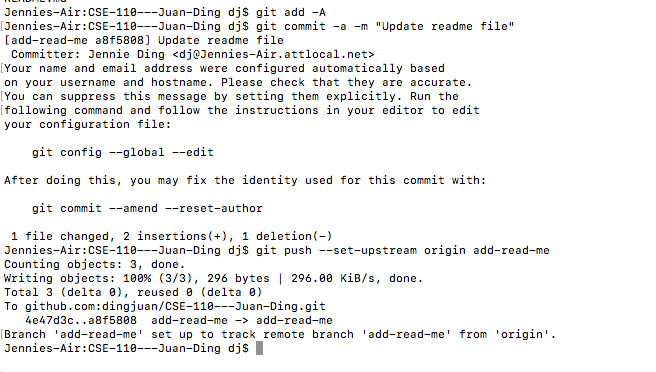 Jennies-Air:CSE-110---Juan-Ding dj$ git add -A
[Jennies-Air:CSE-110---Juan-Ding dj$ git commit -a -m "Update readme file"
[add-read-me a8f5808] Update readme file
 Committer: Jennie Ding <dj@Jennies-Air.attlocal.net>
[Your name and email address were configured automatically based
on your username and hostname. Please check that they are accurate.
[You can suppress this message by setting them explicitly. Run the
[following command and follow the instructions in your editor to edit
your configuration file:

    git config --global --edit

After doing this, you may fix the identity used for this commit with:

    git commit --amend --reset-author

 1 file changed, 2 insertions(+), 1 deletion(-)
[Jennies-Air:CSE-110---Juan-Ding dj$ git push --set-upstream origin add-read-me
Counting objects: 3, done.
Writing objects: 100% (3/3), 296 bytes | 296.00 KiB/s, done.
Total 3 (delta 0), reused 0 (delta 0)
To github.com:dingjuan/CSE-110---Juan-Ding.git
   4e47d3c..a8f5808  add-read-me -> add-read-me
[Branch 'add-read-me' set up to track remote branch 'add-read-me' from 'origin'.
Jennies-Air:CSE-110---Juan-Ding dj$